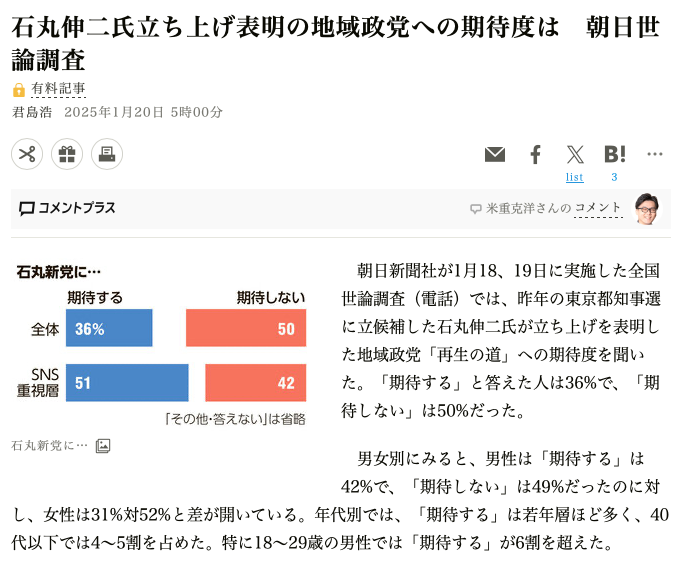 石丸伸二氏立ち上げ表明の地域政党への期待度は　朝日世
論調査
有料記事
君島浩　2025年1月20日 5時00分
list
B!
3
コメントプラス
米重克洋さんの コメント
石丸新党に…
期待する　期待しない
全体　36%　50
SNS
重視層　51　42
「その他・答えない」は省略
石丸新党に…
朝日新聞社が1月18、19日に実施した全国
世論調査（電話）では、昨年の東京都知事選
に立候補した石丸伸二氏が立ち上げを表明し
た地域政党「再生の道」への期待度を聞い
た。「期待する」と答えた人は36%で、「期
待しない」は50%だった。
男女別にみると、男性は「期待する」は
42%で、「期待しない」は49%だったのに対
し、女性は31%対52%と差が開いている。年代別では、「期待する」は若年層ほど多く、40
代以下では4〜5割を占めた。特に18〜29歳の男性では「期待する」が6割を超えた。